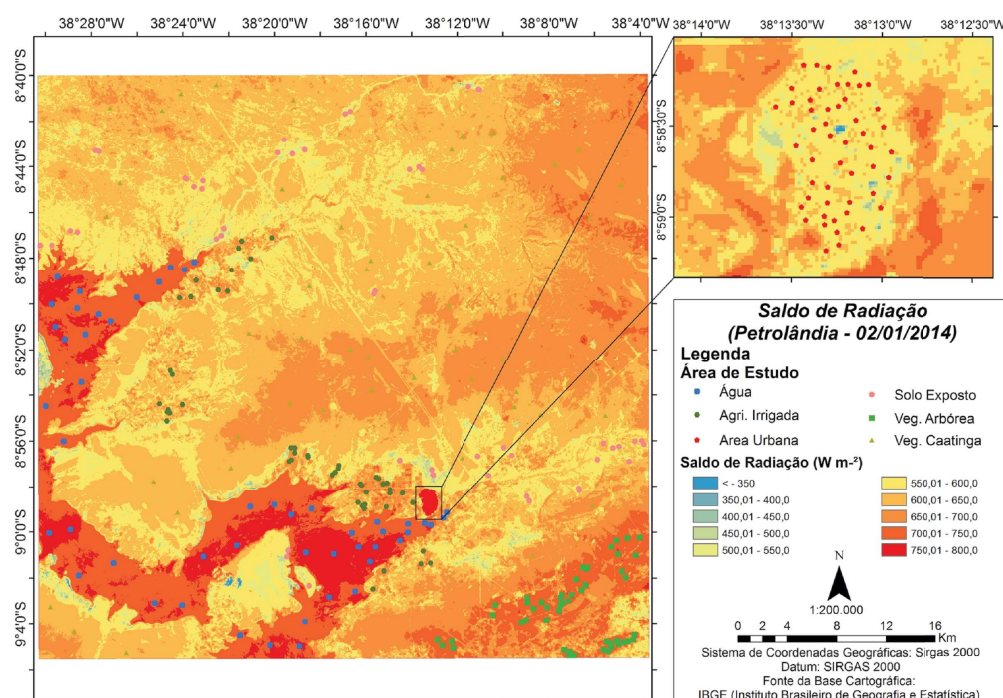 38°28'0"W 38°24'0"W 38°20'0"W 38°16'0"W 38°12'0"W 38°8'0"W 38°4'0"W
8°40'0"S
8°44'0"S
8°48'0"S
8°52'0"S
8°56'0"S
9°0'0"S
9°4'0"S
38°14'0"W 38°13'30"W 38°13'0"W 38°12'30"W
8°58'30"S
8°59'0"S
Saldo de Radiação
(Petrolândia - 02/01/2014)
Legenda
Área de Estudo
Água
Agri. Irrigada
Area Urbana
Solo Exposto
Veg. Arbórea
Veg. Caatinga
Saldo de Radiação (W m-²)
< - 350
350,01 - 400,0
400,01 - 450,0
450,01 - 500,0
500,01 - 550,0
550,01 - 600,0
600,01 - 650,0
650,01 - 700,0
700,01 - 750,0
750,01 - 800,0
N
1:200.000
0 2 4 8 12 16
Km
Sistema de Coordenadas Geográficas: Sirgas 2000
Datum: SIRGAS 2000
Fonte da Base Cartográfica:
IBGE (Instituto Brasileiro de Geografia e Estatística)